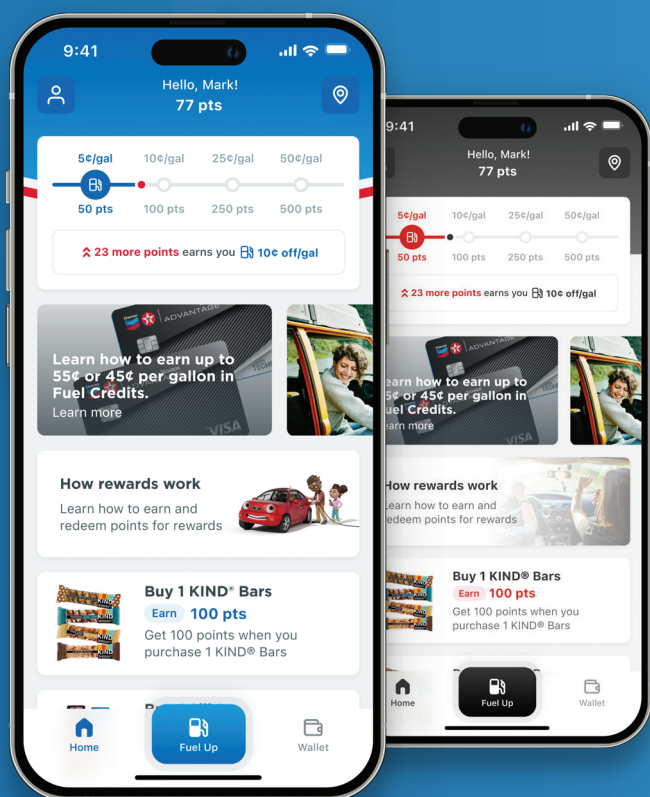 9:41
Hello, Mark!
77 pts
5¢/gal 10¢/gal 25¢/gal 50¢/gal
50 pts 100 pts 250 pts 500 pts
23 more points earns you 10¢ off/gal
ADVANTAGE
TECH
Learn how to earn up to
55¢ or 45¢ per gallon in
Fuel Credits.
Learn more
VISA
How rewards work
Learn how to earn and
redeem points for rewards
KIND
Buy 1 KIND® Bars
Earn 100 pts
Get 100 points when you
purchase 1 KIND® Bars
Home
Fuel Up
Wallet
9:41
Hello, Mark!
77 pts
5¢/gal 10¢/gal 25¢/gal 50¢/gal
50 pts 100 pts 250 pts 500 pts
23 more points earns you 10¢ off/gal
ADVANTAGE
earn how to earn up to
5¢ or 45¢ per gallon in
uel Credits.
earn more
VISA
How rewards work
Learn how to earn and
redeem points for rewards
KIND
Buy 1 KIND® Bars
Earn 100 pts
Get 100 points when you
purchase 1 KIND® Bars
Home
Fuel Up
Wallet